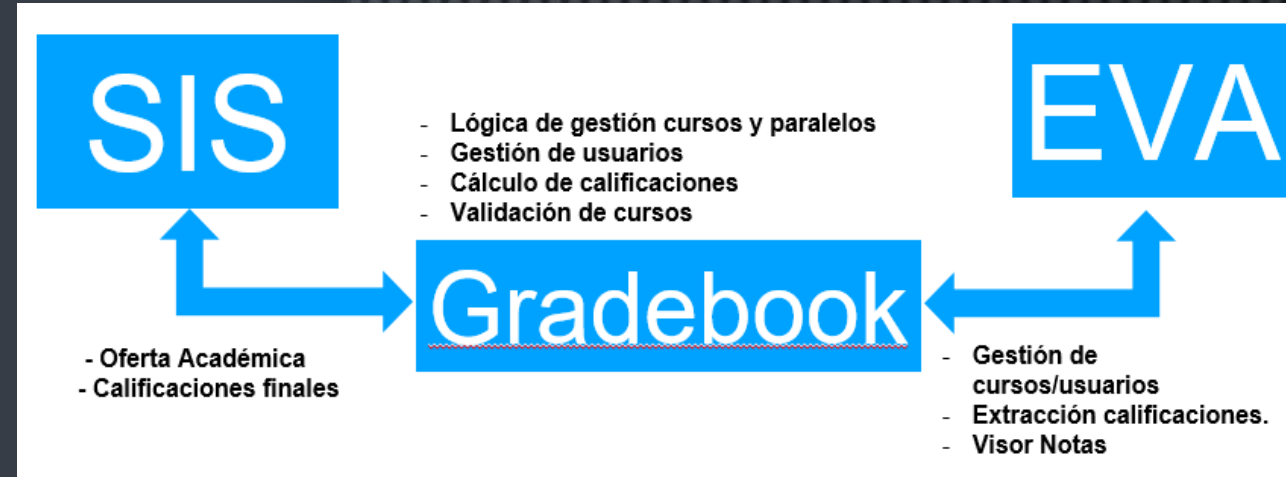 SIS
EVA
- Lógica de gestión cursos y paralelos
- Gestión de usuarios
- Cálculo de calificaciones
- Validación de cursos
Gradebook
- Oferta Académica
- Calificaciones finales
- Gestión de
cursos/usuarios
- Extracción calificaciones.
- Visor Notas